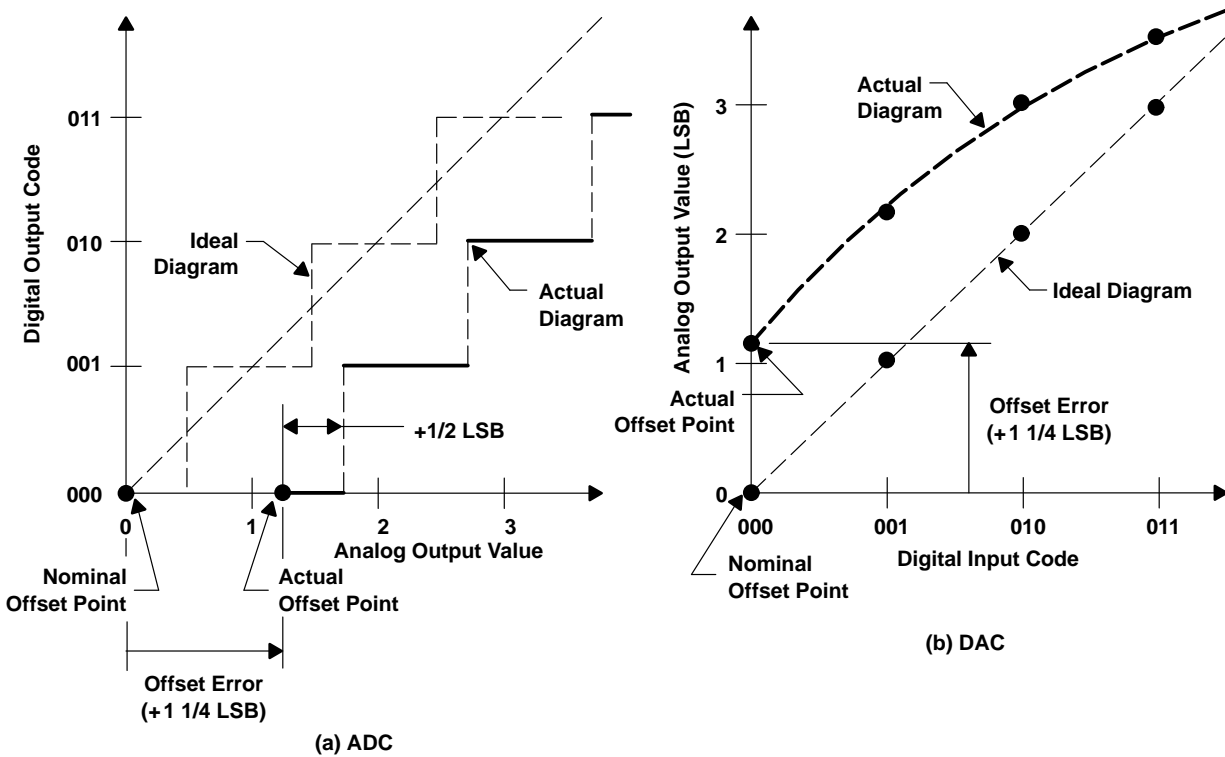 Digital Output Code
011
010
001
000
Ideal
Diagram
Actual
Diagram
+1/2 LSB
0
1
2
3
Analog Output Value
Nominal
Offset Point
Actual
Offset Point
Offset Error
(+1 1/4 LSB)
(a) ADC
Analog Output Value (LSB)
3
2
1
0
Actual
Diagram
Ideal Diagram
Actual
Offset Point
Offset Error
(+1 1/4 LSB)
000
001
010
011
Digital Input Code
Nominal
Offset Point
(b) DAC